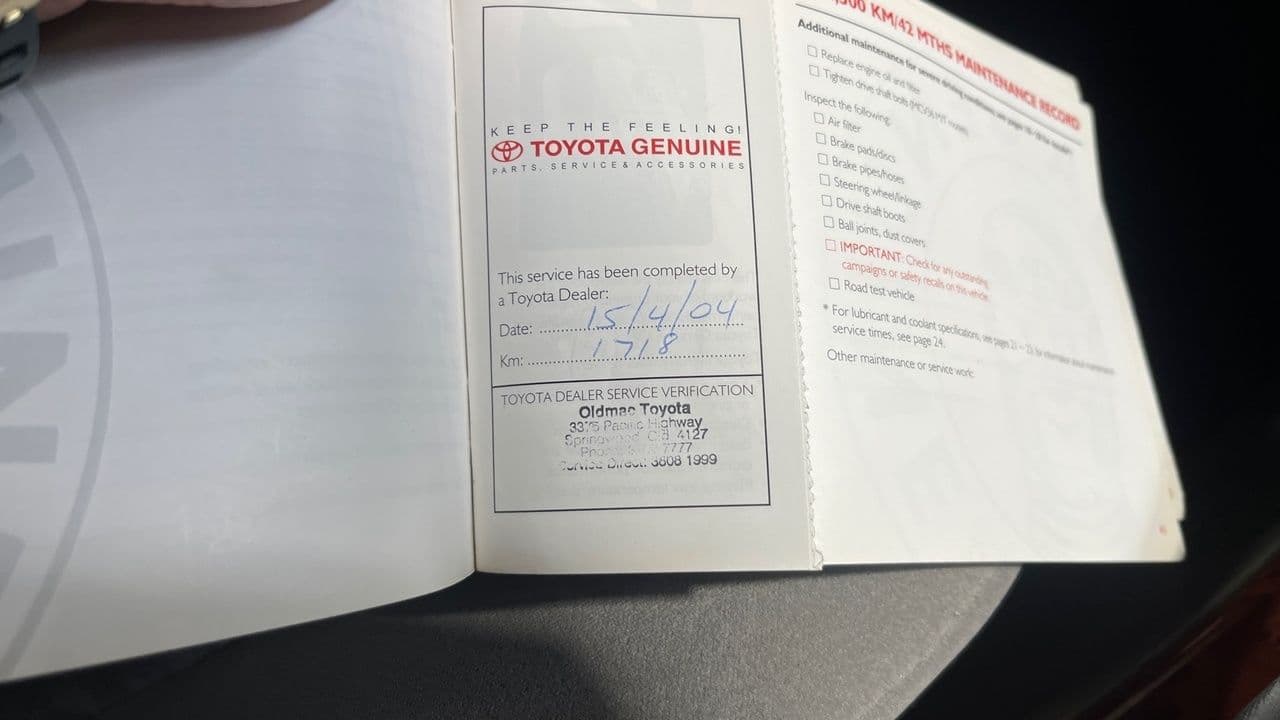 KEEP THE FEELING!
TOYOTA GENUINE
PARTS, SERVICE & ACCESSORIES
This service has been completed by
a Toyota Dealer:
Date: 15/4/04
Km: 1718
TOYOTA DEALER SERVICE VERIFICATION
Oldmac Toyota
3375 Pacific Highway
4127
7777
Service Direct: 3808 1999
KM/42 MTHS MAINTENANCE RECORD
Additional maintenance for severe driving conditions, see pages
Replace engine oil and filter
Tighten drive shaft bolts
Inspect the following:
Air filter
Brake pads/discs
Brake pipes/hoses
Steering wheel/linkage
Drive shaft boots
Ball joints, dust covers
IMPORTANT: Check for any outstanding
campaigns or safety recalls on this vehicle
Road test vehicle
* For lubricant and coolant specifications, see pages
service times, see page 24.
Other maintenance or service work: